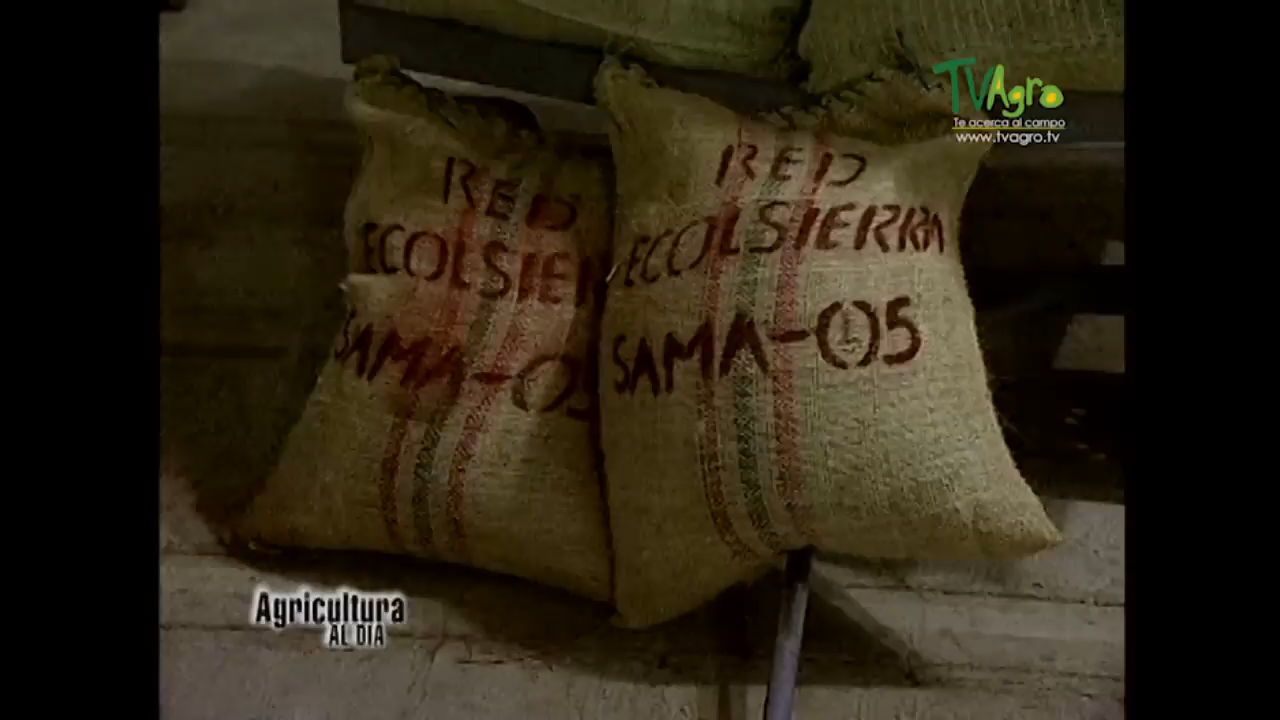 TVAgro
Te acerca al campo
www.tvagro.tv
RED
ECOLSIER
SAMA-05
RED
ECOLSIERRA
SAMA-05
Agricultura
AL DIA